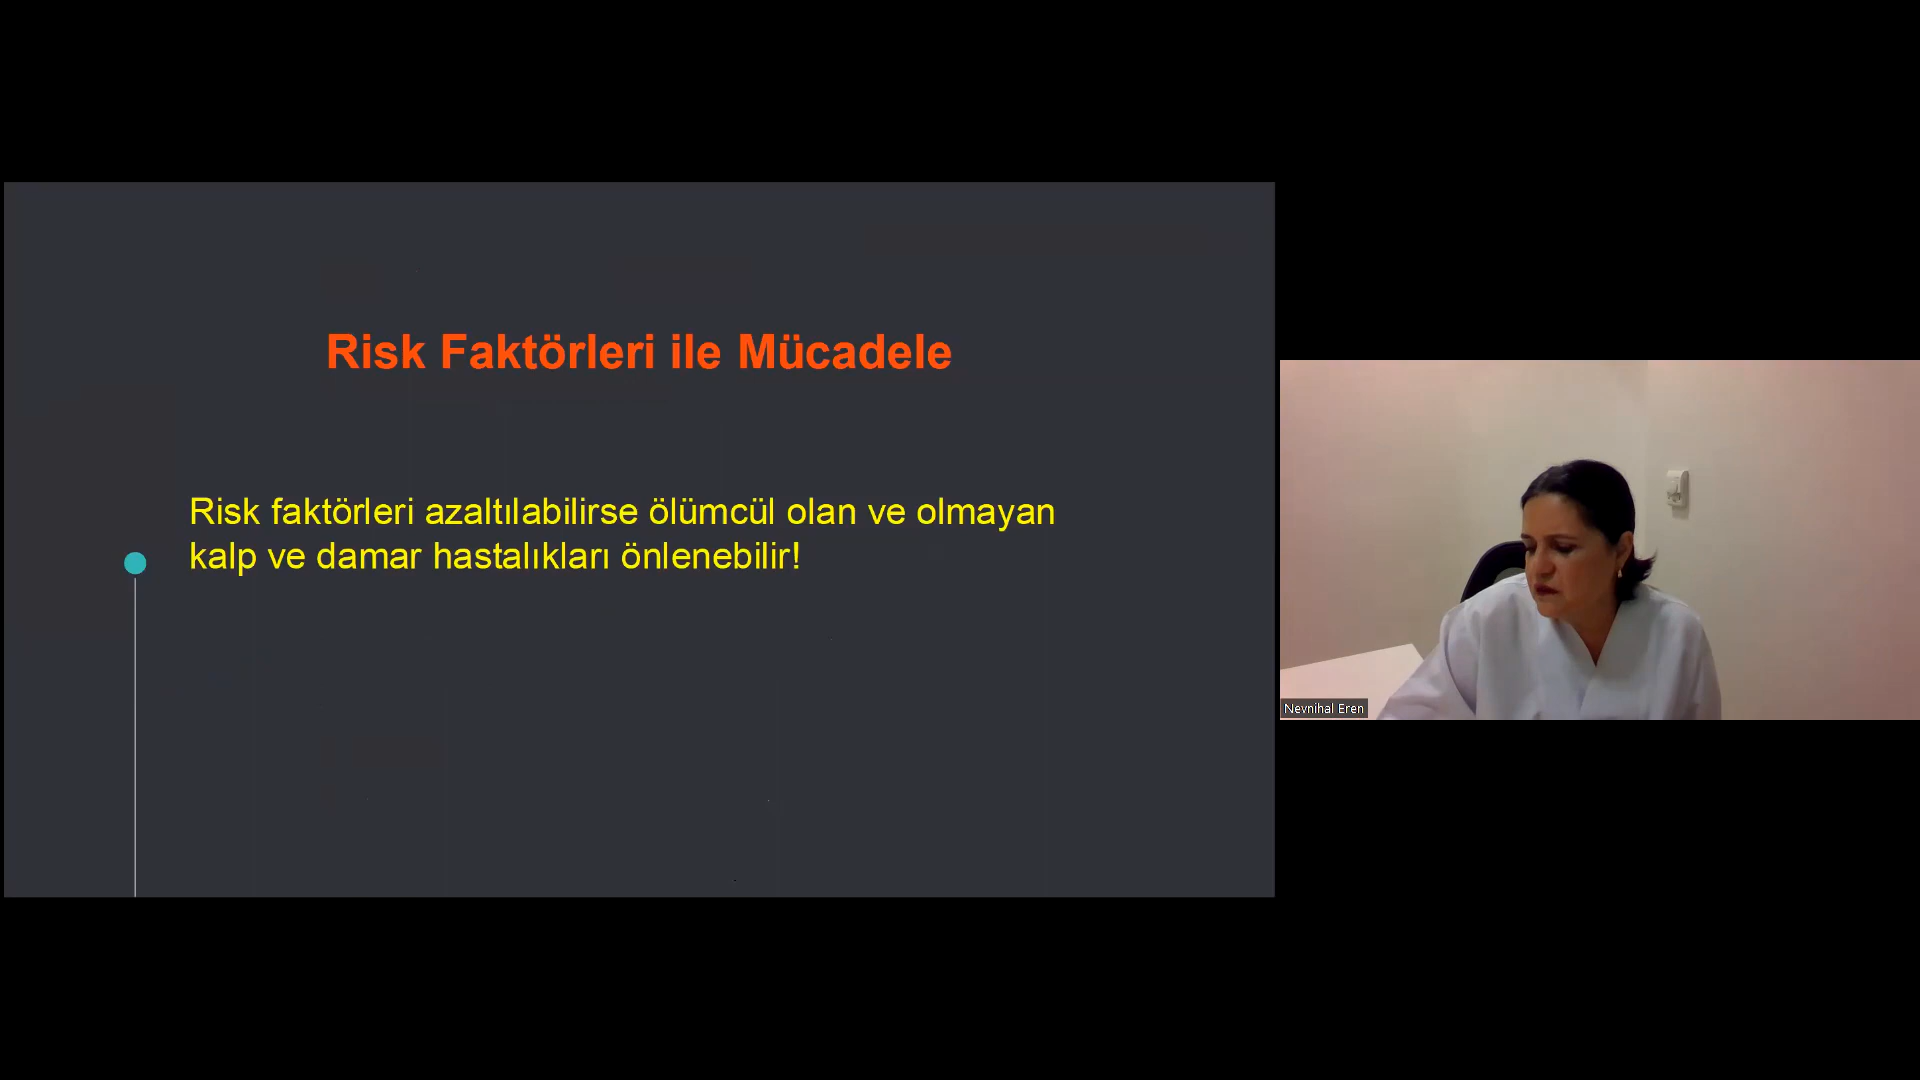 Risk Faktörleri ile Mücadele
Risk faktörleri azaltılabilirse ölümcül olan ve olmayan
kalp ve damar hastalıkları önlenebilir!
Nevnihal Eren